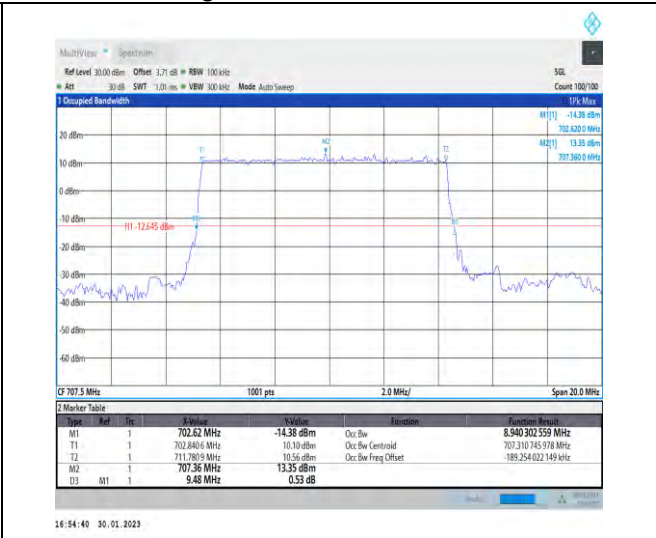 MultiView Spectrum
Ref Level 30.00 dBm Offset 3.71 dB RBW 100 kHz SGL
Att 30 dB SWT 1.01 ms VBW 300 kHz Mode Auto Sweep Count 100/100
1 Occupied Bandwidth 1Pk Max
M1[1] -14.38 dBm
702.620 0 MHz
M2[1] 13.35 dBm
707.360 0 MHz
20 dBm
M2
T1
T2
10 dBm
0 dBm
-10 dBm
H1 -12.645 dBm
-20 dBm
-30 dBm
-40 dBm
-50 dBm
-60 dBm
CF 707.5 MHz 1001 pts 2.0 MHz/ Span 20.0 MHz
2 Marker Table
Type Ref Trc X-Value Y-Value Function Function Result
M1 1 702.62 MHz -14.38 dBm Occ Bw 8.940 302 559 MHz
T1 1 702.840 6 MHz 10.10 dBm Occ Bw Centroid 707.310 745 978 MHz
T2 1 711.780 9 MHz 10.56 dBm Occ Bw Freq Offset -189.254 022 149 kHz
M2 1 707.36 MHz 13.35 dBm
D3 M1 1 9.48 MHz 0.53 dB
16:54:40 30.01.2023